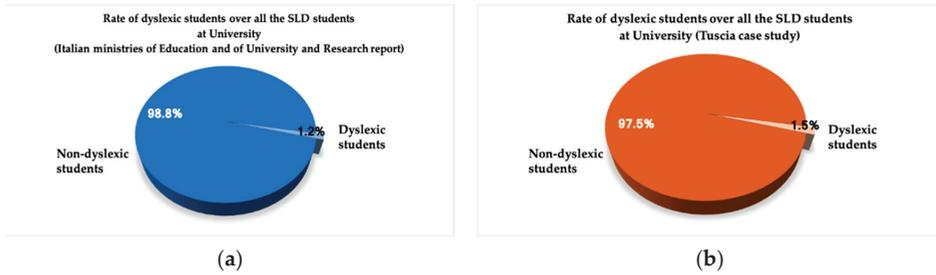 Rate of dyslexic students over all the SLD students
at University
(Italian ministries of Education and of University and Research report)
98.8%
1.2%
Dyslexic
students
Non-dyslexic
students
(a)
Rate of dyslexic students over all the SLD students
at University (Tuscia case study)
97.5%
1.5%
Dyslexic
students
Non-dyslexic
students
(b)